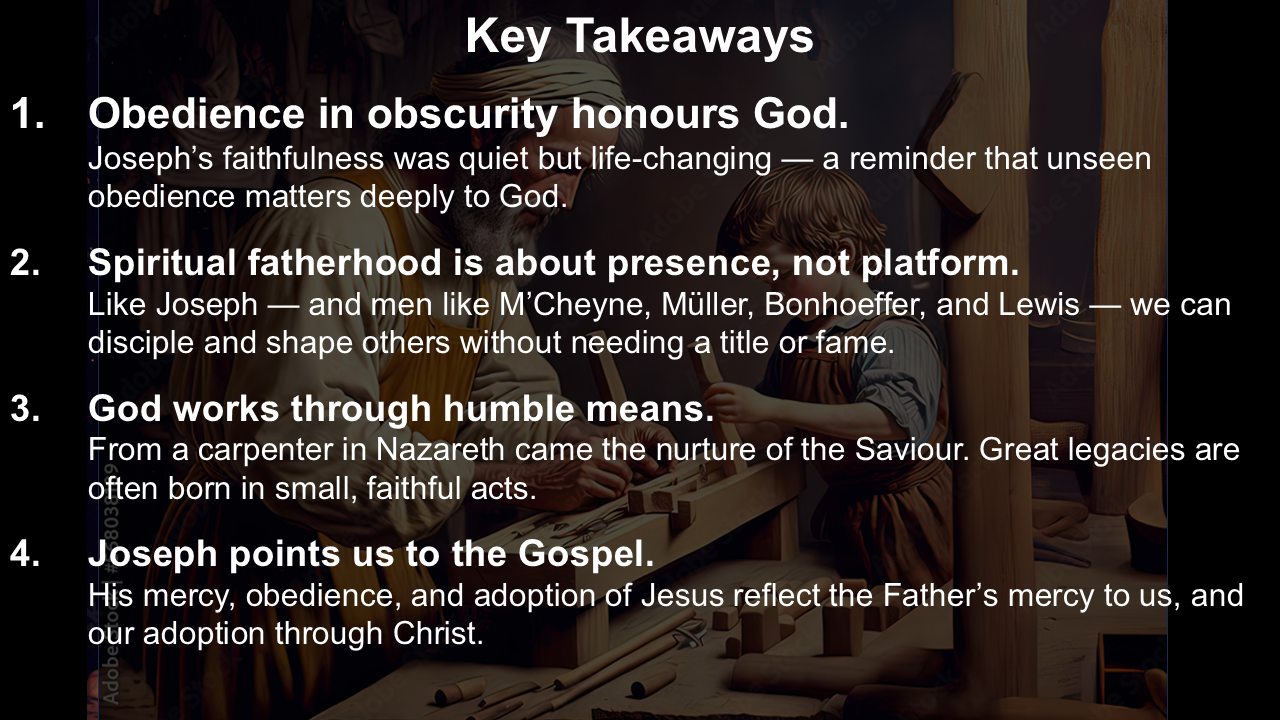 Key Takeaways
1. Obedience in obscurity honours God.
Joseph’s faithfulness was quiet but life-changing — a reminder that unseen
obedience matters deeply to God.
2. Spiritual fatherhood is about presence, not platform.
Like Joseph — and men like M’Cheyne, Müller, Bonhoeffer, and Lewis — we can
disciple and shape others without needing a title or fame.
3. God works through humble means.
From a carpenter in Nazareth came the nurture of the Saviour. Great legacies are
often born in small, faithful acts.
4. Joseph points us to the Gospel.
His mercy, obedience, and adoption of Jesus reflect the Father’s mercy to us, and
our adoption through Christ.